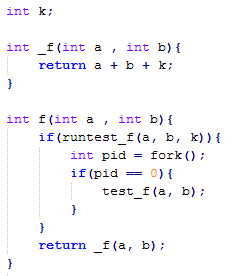 int k;

int _f(int a , int b){
    return a + b + k;
}

int f(int a , int b){
    if(runtest_f(a, b, k)){
        int pid = fork();
        if(pid == 0){
            test_f(a, b);
        }
    }
    return _f(a, b);
}